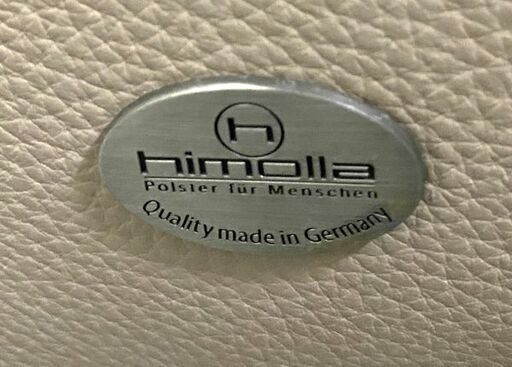 h
himolla
Polster für Menschen
Quality made in Germany